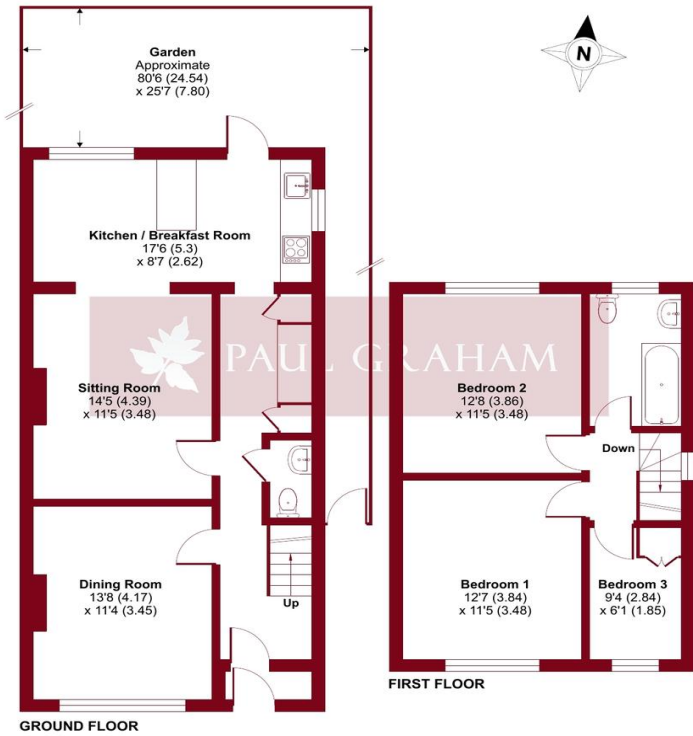 Garden
Approximate
80'6 (24.54)
x 25'7 (7.80)
N
Kitchen / Breakfast Room
17'6 (5.3)
x 8'7 (2.62)
PAUL GRAHAM
Sitting Room
14'5 (4.39)
x 11'5 (3.48)
Dining Room
13'8 (4.17)
x 11'4 (3.45)
Up
GROUND FLOOR
Bedroom 2
12'8 (3.86)
x 11'5 (3.48)
Down
Bedroom 1
12'7 (3.84)
x 11'5 (3.48)
Bedroom 3
9'4 (2.84)
x 6'1 (1.85)
FIRST FLOOR